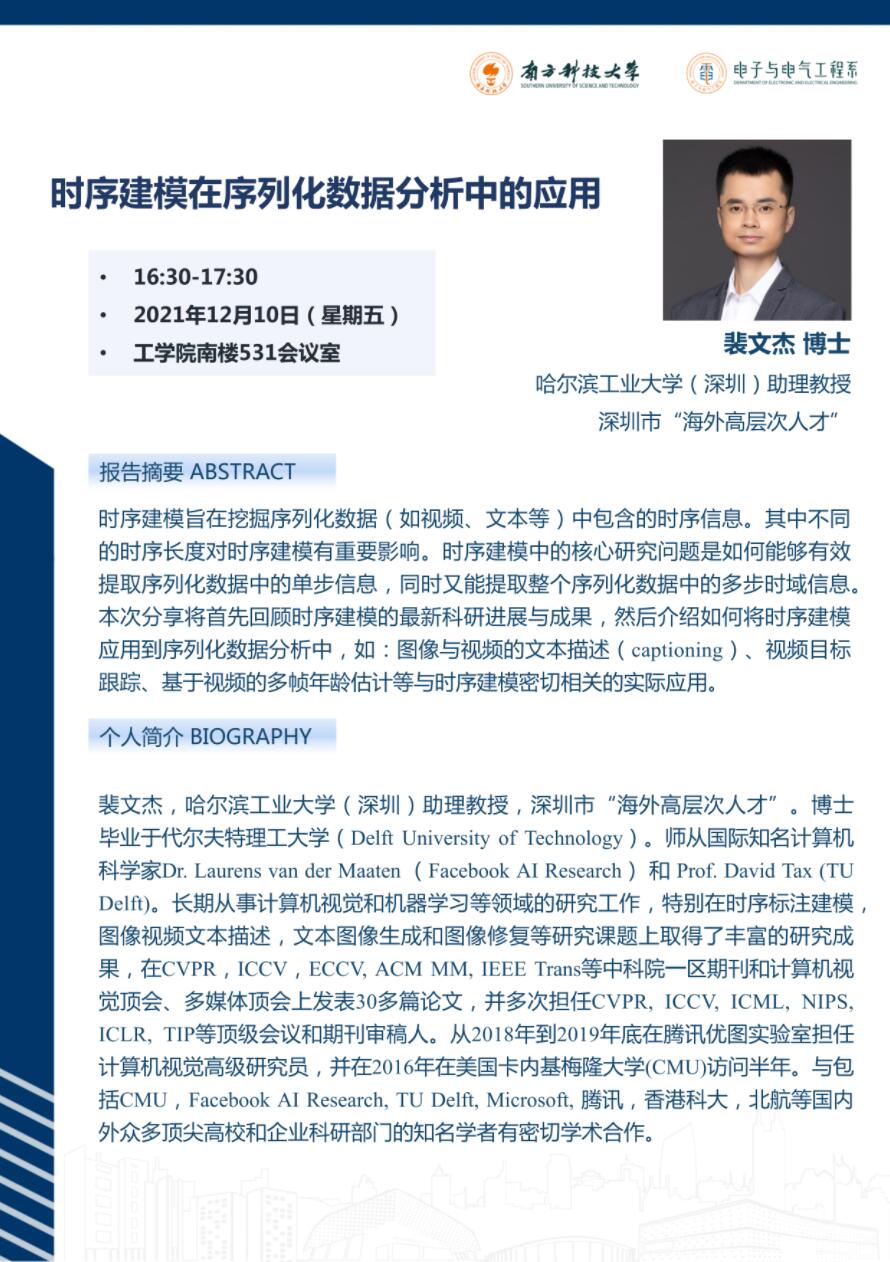 南方科技大学
SOUTHERN UNIVERSITY OF SCIENCE AND TECHNOLOGY
电子与电气工程系
DEPARTMENT OF ELECTRONIC AND ELECTRICAL ENGINEERING
时序建模在序列化数据分析中的应用
• 16:30-17:30
• 2021年12月10日（星期五）
• 工学院南楼531会议室
裴文杰 博士
哈尔滨工业大学（深圳）助理教授
深圳市“海外高层次人才”
报告摘要 ABSTRACT
时序建模旨在挖掘序列化数据（如视频、文本等）中包含的时序信息。其中不同
的时序长度对时序建模有重要影响。时序建模中的核心研究问题是如何能够有效
提取序列化数据中的单步信息，同时又能提取整个序列化数据中的多步时域信息。
本次分享将首先回顾时序建模的最新科研进展与成果，然后介绍如何将时序建模
应用到序列化数据分析中，如：图像与视频的文本描述（captioning）、视频目标
跟踪、基于视频的多帧年龄估计等与时序建模密切相关的实际应用。
个人简介 BIOGRAPHY
裴文杰，哈尔滨工业大学（深圳）助理教授，深圳市“海外高层次人才”。博士
毕业于代尔夫特理工大学（Delft University of Technology）。师从国际知名计算机
科学家Dr. Laurens van der Maaten （Facebook AI Research） 和 Prof. David Tax (TU
Delft)。长期从事计算机视觉和机器学习等领域的研究工作，特别在时序标注建模，
图像视频文本描述，文本图像生成和图像修复等研究课题上取得了丰富的研究成
果，在CVPR，ICCV，ECCV, ACM MM, IEEE Trans等中科院一区期刊和计算机视
觉顶会、多媒体顶会上发表30多篇论文，并多次担任CVPR, ICCV, ICML, NIPS,
ICLR, TIP等顶级会议和期刊审稿人。从2018年到2019年底在腾讯优图实验室担任
计算机视觉高级研究员，并在2016年在美国卡内基梅隆大学(CMU)访问半年。与包
括CMU，Facebook AI Research, TU Delft, Microsoft, 腾讯，香港科大，北航等国内
外众多顶尖高校和企业科研部门的知名学者有密切学术合作。